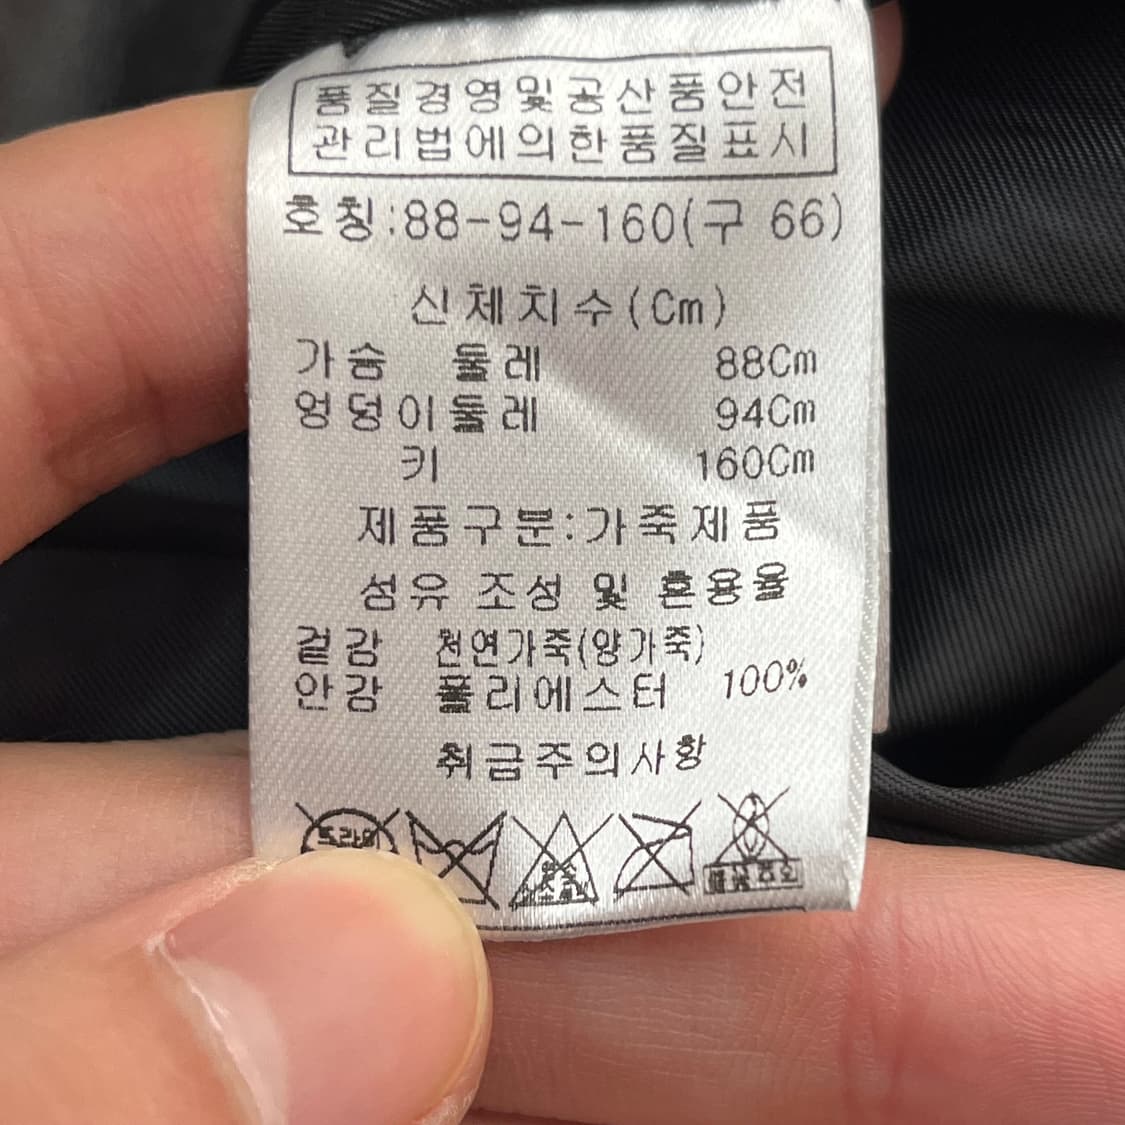 품질경영및공산품안전
관리법에의한품질표시
호칭:88-94-160(구 66)
신체치수(Cm)
가슴 둘레 88Cm
엉덩이둘레 94Cm
키 160Cm
제품구분:가죽제품
섬유 조성 및 혼용율
겉감 천연가죽(양가죽)
안감 폴리에스터 100%
취급주의사항
드라이